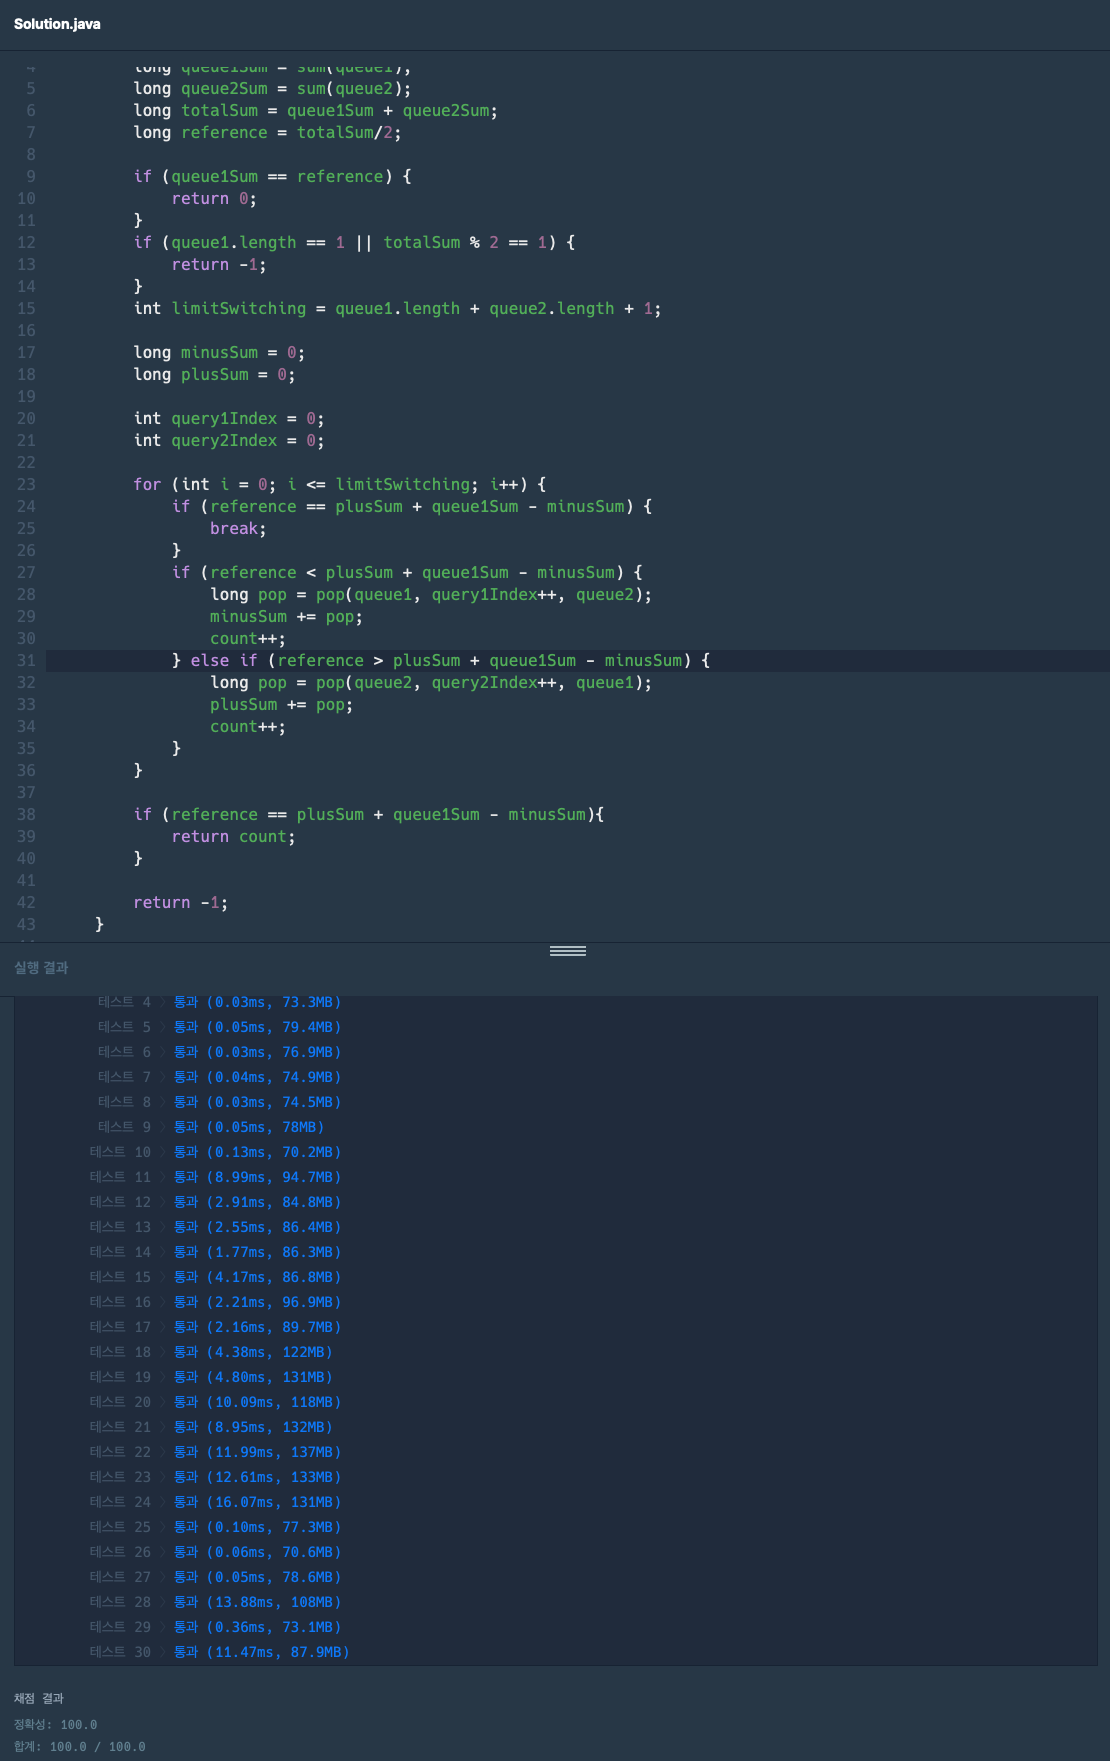 Solution.java
4 long queue1Sum = sum(queue1);
5 long queue2Sum = sum(queue2);
6 long totalSum = queue1Sum + queue2Sum;
7 long reference = totalSum/2;
8
9 if (queue1Sum == reference) {
10 return 0;
11 }
12 if (queue1.length == 1 || totalSum % 2 == 1) {
13 return -1;
14 }
15 int limitSwitching = queue1.length + queue2.length + 1;
16
17 long minusSum = 0;
18 long plusSum = 0;
19
20 int query1Index = 0;
21 int query2Index = 0;
22
23 for (int i = 0; i <= limitSwitching; i++) {
24 if (reference == plusSum + queue1Sum - minusSum) {
25 break;
26 }
27 if (reference < plusSum + queue1Sum - minusSum) {
28 long pop = pop(queue1, query1Index++, queue2);
29 minusSum += pop;
30 count++;
31 } else if (reference > plusSum + queue1Sum - minusSum) {
32 long pop = pop(queue2, query2Index++, queue1);
33 plusSum += pop;
34 count++;
35 }
36 }
37
38 if (reference == plusSum + queue1Sum - minusSum){
39 return count;
40 }
41
42 return -1;
43 }
실행 결과
테스트 4 〉 통과 (0.03ms, 73.3MB)
테스트 5 〉 통과 (0.05ms, 79.4MB)
테스트 6 〉 통과 (0.03ms, 76.9MB)
테스트 7 〉 통과 (0.04ms, 74.9MB)
테스트 8 〉 통과 (0.03ms, 74.5MB)
테스트 9 〉 통과 (0.05ms, 78MB)
테스트 10 〉 통과 (0.13ms, 70.2MB)
테스트 11 〉 통과 (8.99ms, 94.7MB)
테스트 12 〉 통과 (2.91ms, 84.8MB)
테스트 13 〉 통과 (2.55ms, 86.4MB)
테스트 14 〉 통과 (1.77ms, 86.3MB)
테스트 15 〉 통과 (4.17ms, 86.8MB)
테스트 16 〉 통과 (2.21ms, 96.9MB)
테스트 17 〉 통과 (2.16ms, 89.7MB)
테스트 18 〉 통과 (4.38ms, 122MB)
테스트 19 〉 통과 (4.80ms, 131MB)
테스트 20 〉 통과 (10.09ms, 118MB)
테스트 21 〉 통과 (8.95ms, 132MB)
테스트 22 〉 통과 (11.99ms, 137MB)
테스트 23 〉 통과 (12.61ms, 133MB)
테스트 24 〉 통과 (16.07ms, 131MB)
테스트 25 〉 통과 (0.10ms, 77.3MB)
테스트 26 〉 통과 (0.06ms, 70.6MB)
테스트 27 〉 통과 (0.05ms, 78.6MB)
테스트 28 〉 통과 (13.88ms, 108MB)
테스트 29 〉 통과 (0.36ms, 73.1MB)
테스트 30 〉 통과 (11.47ms, 87.9MB)
채점 결과
정확성: 100.0
합계: 100.0 / 100.0